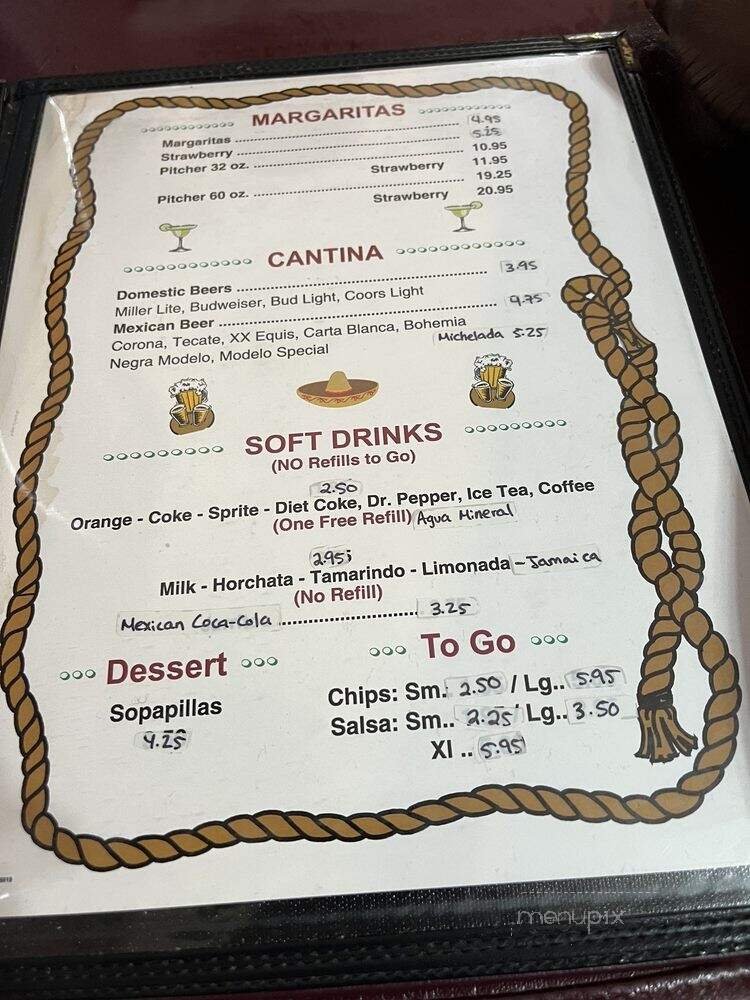 MARGARITAS
Margaritas 4.95
Strawberry 5.25
Pitcher 32 oz. 10.95
Strawberry 11.95
Pitcher 60 oz. 19.25
Strawberry 20.95
CANTINA
Domestic Beers 3.95
Miller Lite, Budweiser, Bud Light, Coors Light
Mexican Beer
Corona, Tecate, XX Equis, Carta Blanca, Bohemia
Negra Modelo, Modelo Special
Michelada 5.25
SOFT DRINKS
(NO Refills to Go)
2.50
Orange - Coke - Sprite - Diet Coke, Dr. Pepper, Ice Tea, Coffee
(One Free Refill) Agua Mineral
2.95
Milk - Horchata - Tamarindo - Limonada - Jamaica
(No Refill)
Mexican Coca-Cola 3.25
Dessert
Sopapillas
4.25
To Go
Chips: Sm. 2.50 / Lg.. 5.95
Salsa: Sm.. 2.25 / Lg.. 3.50
Xl .. 5.95
menupix